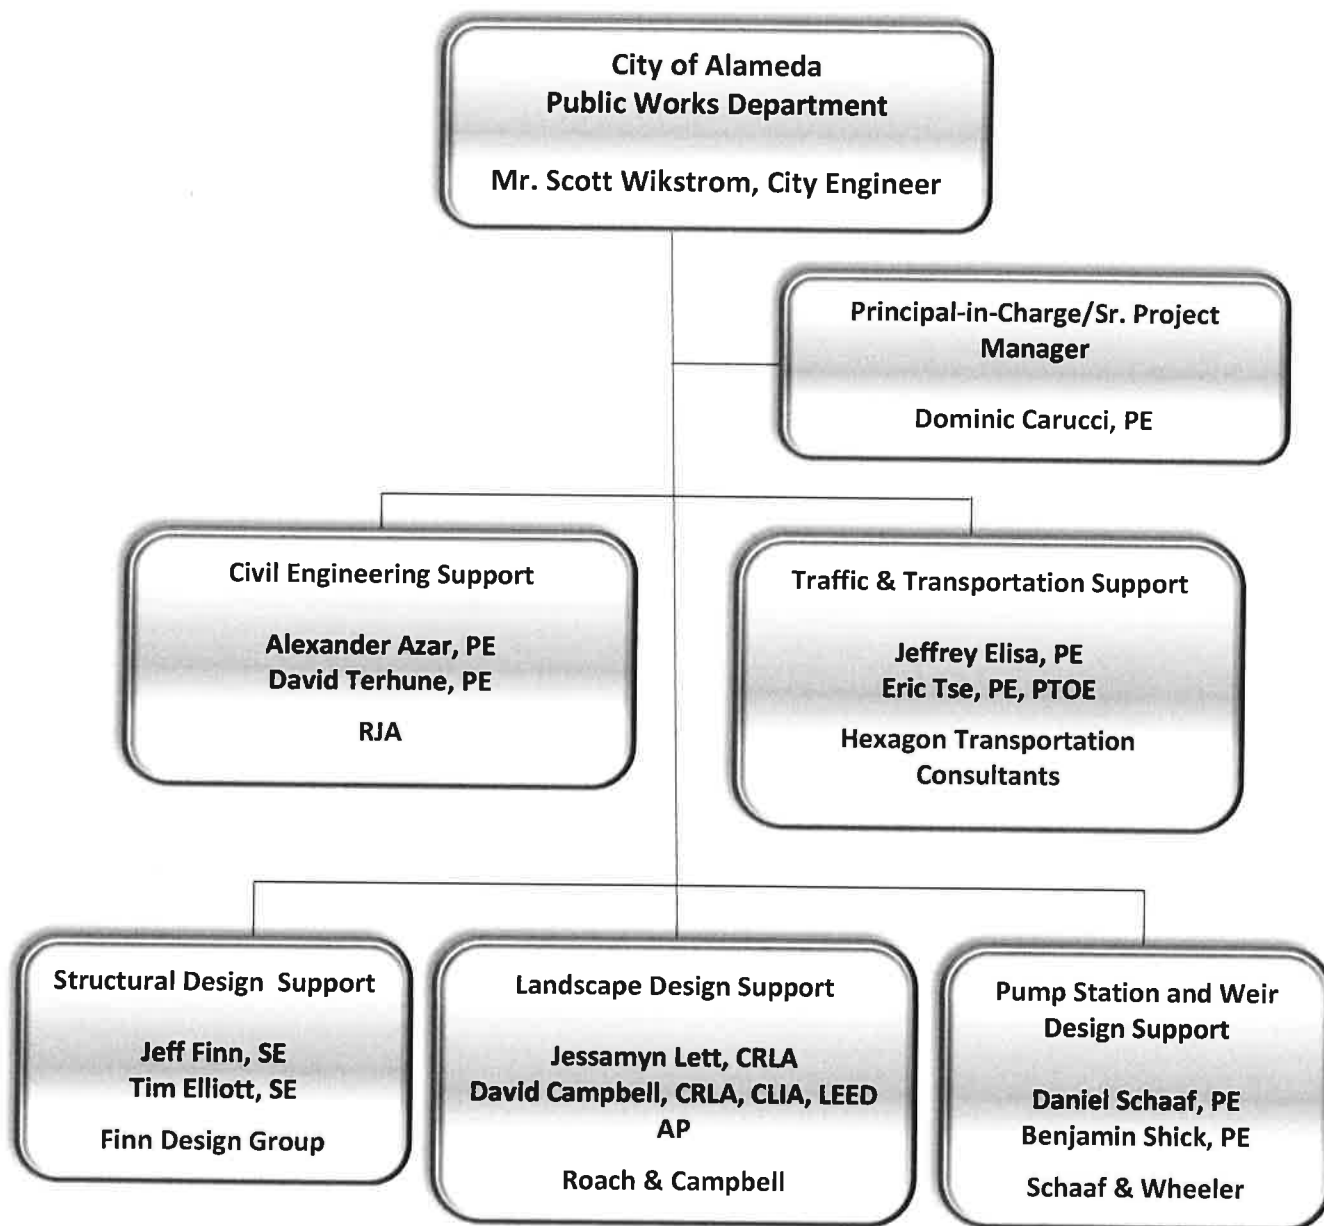 City of Alameda
Public Works Department
Mr. Scott Wikstrom, City Engineer
Principal-in-Charge/Sr. Project
Manager
Dominic Carucci, PE
Civil Engineering Support
Alexander Azar, PE
David Terhune, PE
RJA
Traffic & Transportation Support
Jeffrey Elisa, PE
Eric Tse, PE, PTOE
Hexagon Transportation
Consultants
Structural Design Support
Jeff Finn, SE
Tim Elliott, SE
Finn Design Group
Landscape Design Support
Jessamyn Lett, CRLA
David Campbell, CRLA, CLIA, LEED
AP
Roach & Campbell
Pump Station and Weir
Design Support
Daniel Schaaf, PE
Benjamin Shick, PE
Schaaf & Wheeler